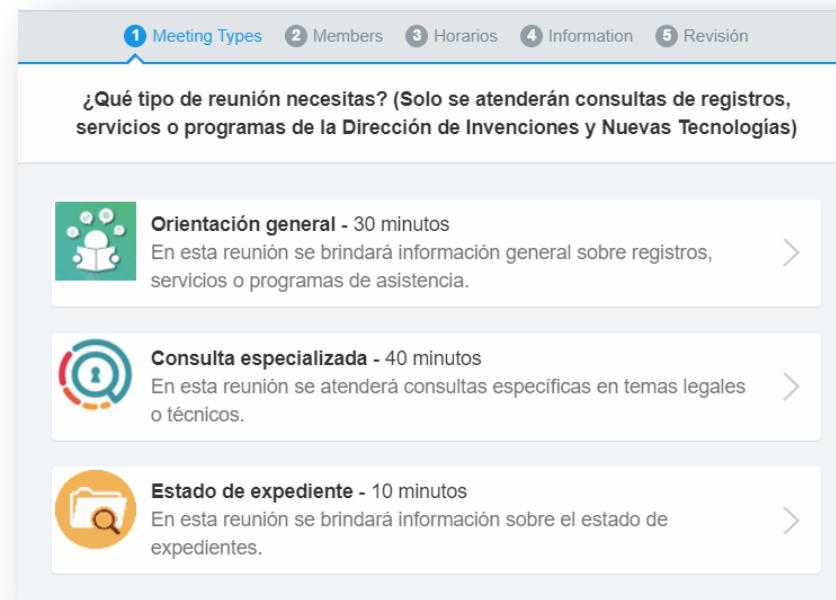 1 Meeting Types 2 Members 3 Horarios 4 Information 5 Revisión
¿Qué tipo de reunión necesitas? (Solo se atenderán consultas de registros,
servicios o programas de la Dirección de Invenciones y Nuevas Tecnologías)
Orientación general - 30 minutos
En esta reunión se brindará información general sobre registros,
servicios o programas de asistencia.
Consulta especializada - 40 minutos
En esta reunión se atenderá consultas específicas en temas legales
o técnicos.
Estado de expediente - 10 minutos
En esta reunión se brindará información sobre el estado de
expedientes.